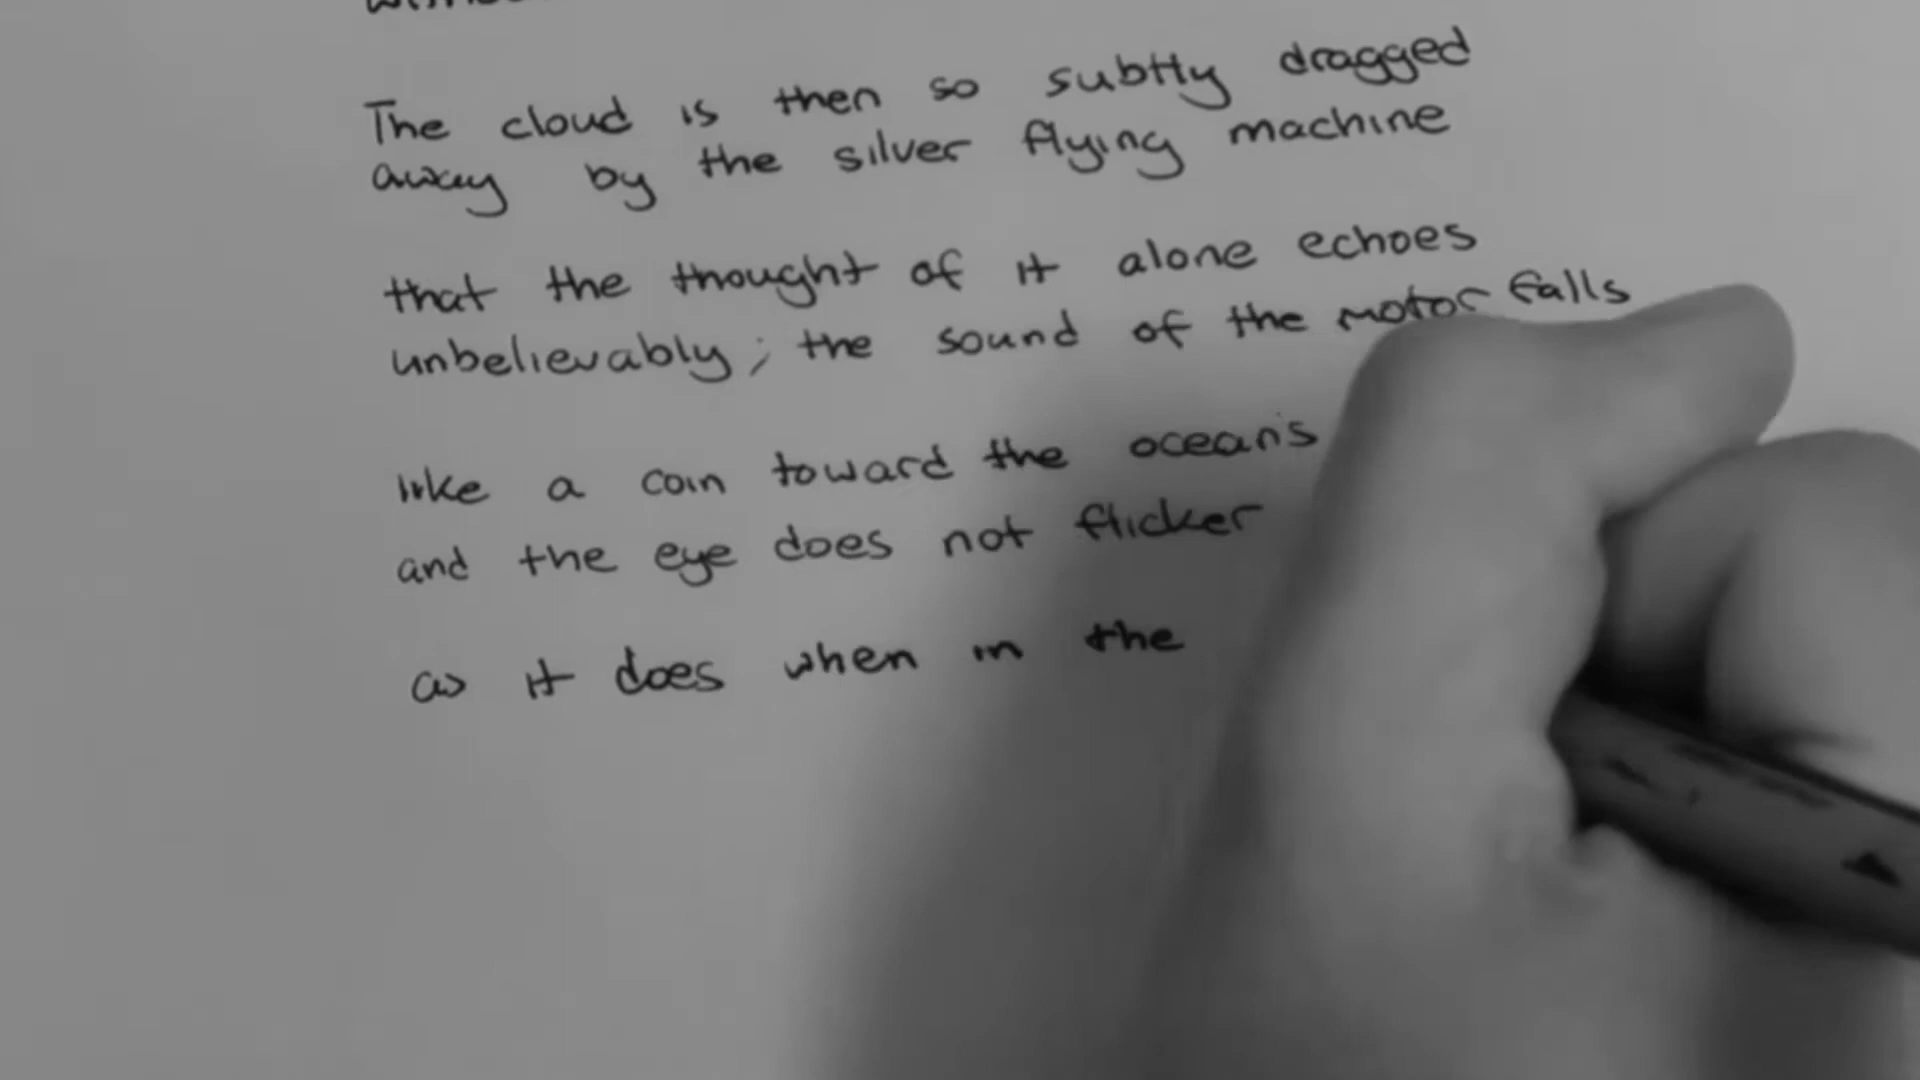 The cloud is then so subtly dragged
away by the silver flying machine
that the thought of it alone echoes
unbelievably; the sound of the motor falls
like a coin toward the ocean's
and the eye does not flicker
as it does when in the